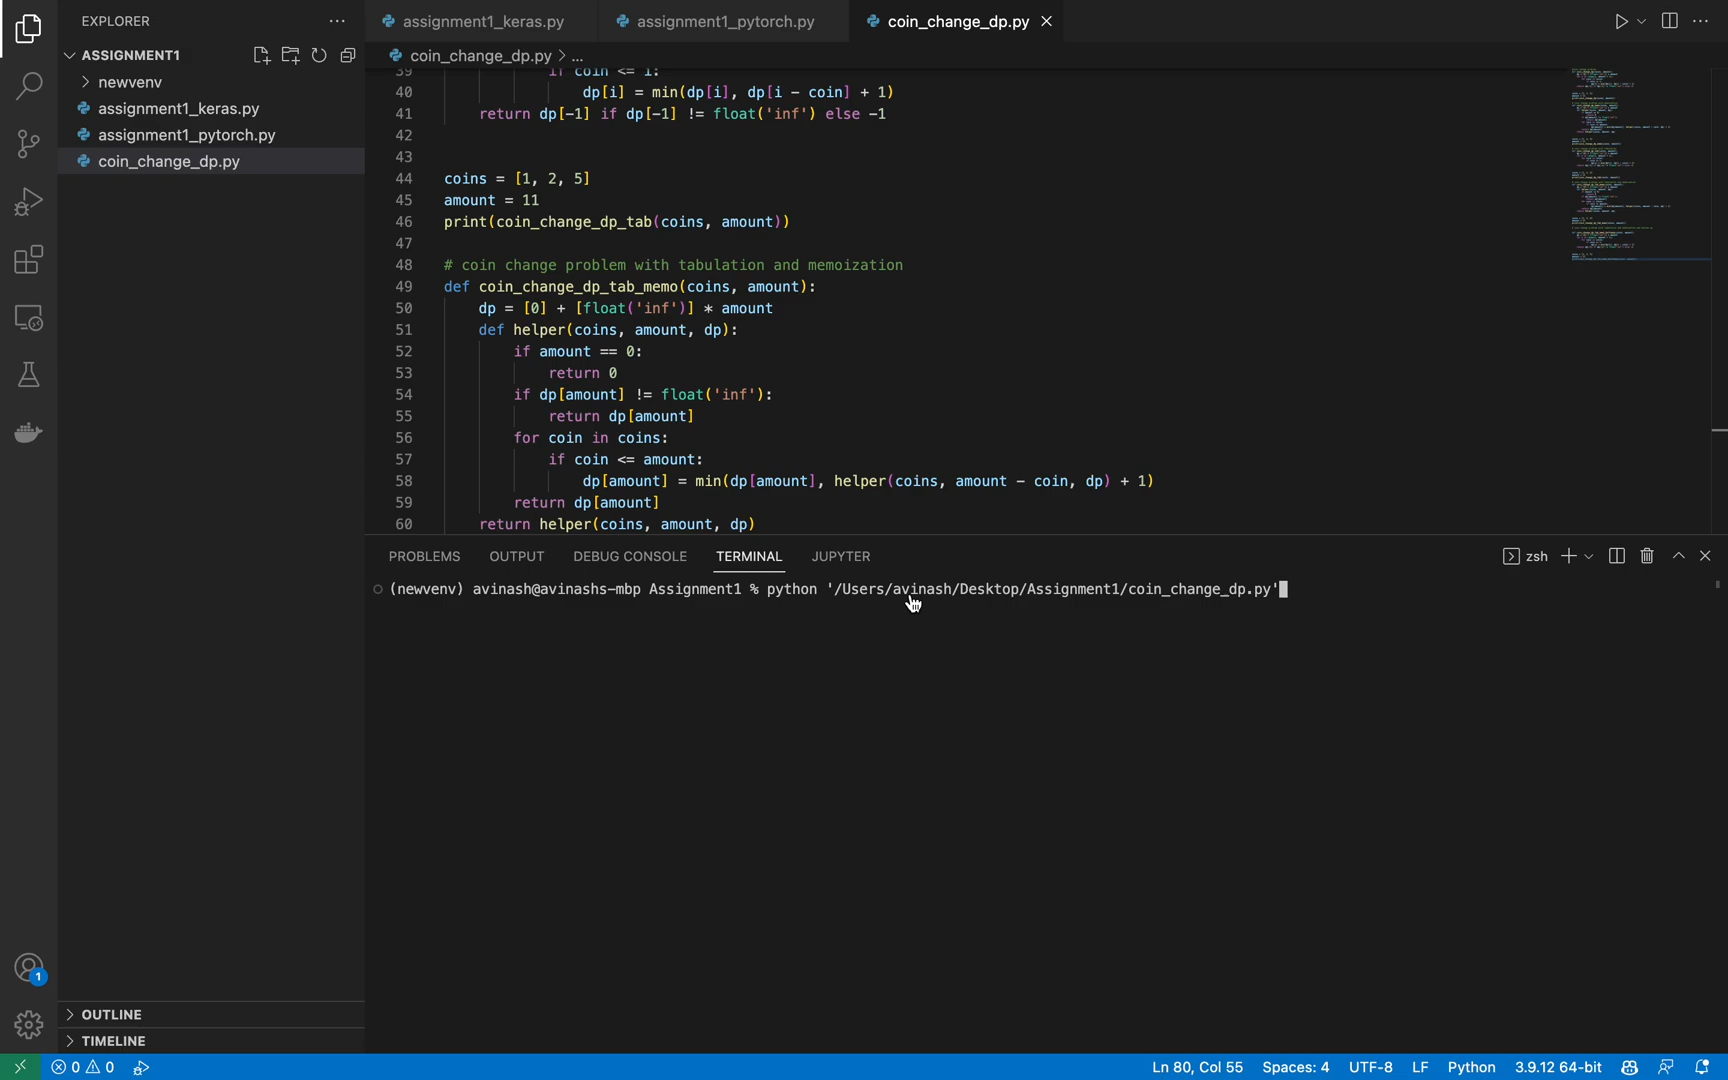 EXPLORER
ASSIGNMENT1
newvenv
assignment1_keras.py
assignment1_pytorch.py
coin_change_dp.py
OUTLINE
TIMELINE
assignment1_keras.py
assignment1_pytorch.py
coin_change_dp.py
coin_change_dp.py > ...
39 if coin <= i:
40 dp[i] = min(dp[i], dp[i - coin] + 1)
41 return dp[-1] if dp[-1] != float('inf') else -1
42
43
44 coins = [1, 2, 5]
45 amount = 11
46 print(coin_change_dp_tab(coins, amount))
47
48 # coin change problem with tabulation and memoization
49 def coin_change_dp_tab_memo(coins, amount):
50 dp = [0] + [float('inf')] * amount
51 def helper(coins, amount, dp):
52 if amount == 0:
53 return 0
54 if dp[amount] != float('inf'):
55 return dp[amount]
56 for coin in coins:
57 if coin <= amount:
58 dp[amount] = min(dp[amount], helper(coins, amount - coin, dp) + 1)
59 return dp[amount]
60 return helper(coins, amount, dp)
PROBLEMS OUTPUT DEBUG CONSOLE TERMINAL JUPYTER
zsh
(newvenv) avinash@avinashs-mbp Assignment1 % python '/Users/avinash/Desktop/Assignment1/coin_change_dp.py'
1
0 0
Ln 80, Col 55 Spaces: 4 UTF-8 LF Python 3.9.12 64-bit